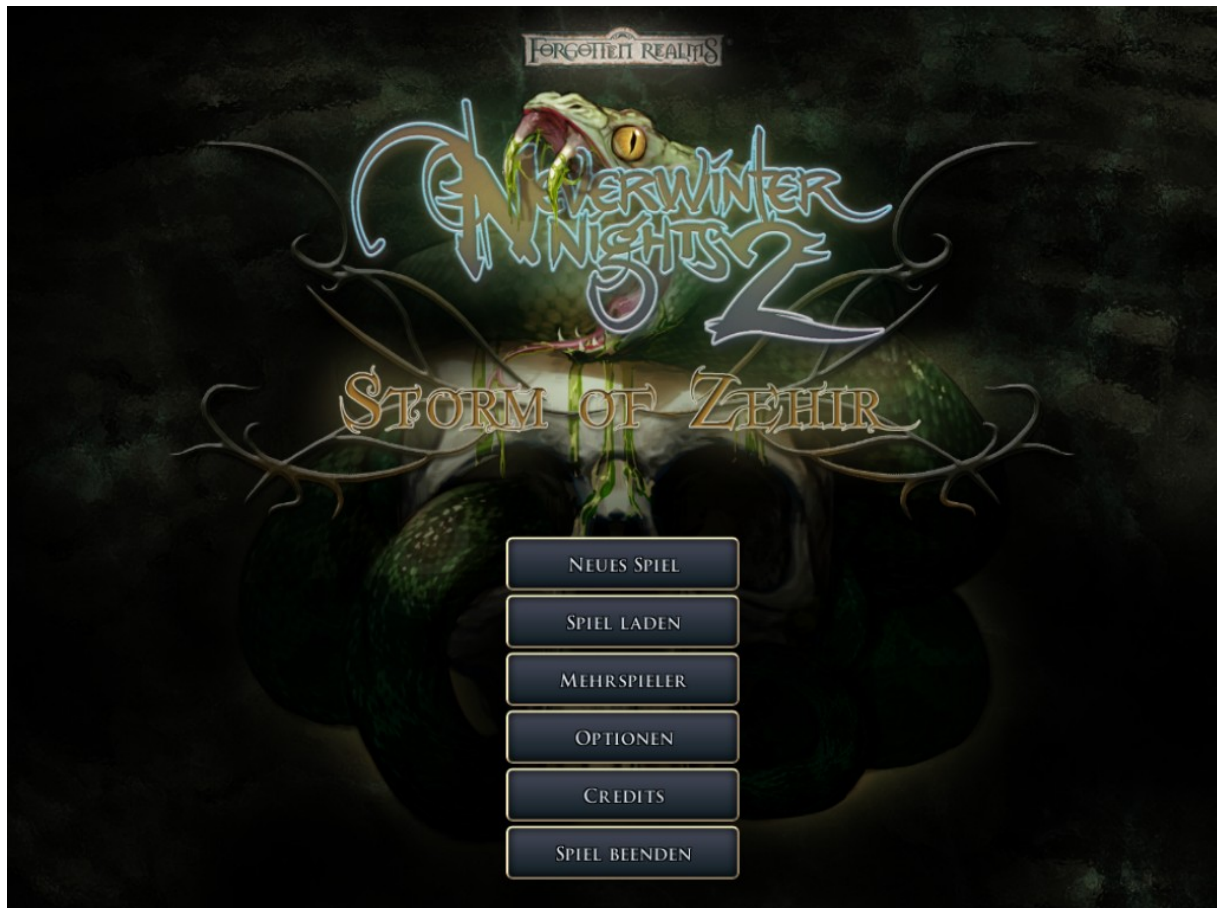 Forgotten Realms
Neverwinter
Nights 2
Storm of Zehir
Neues Spiel
Spiel laden
Mehrspieler
Optionen
Credits
Spiel beenden